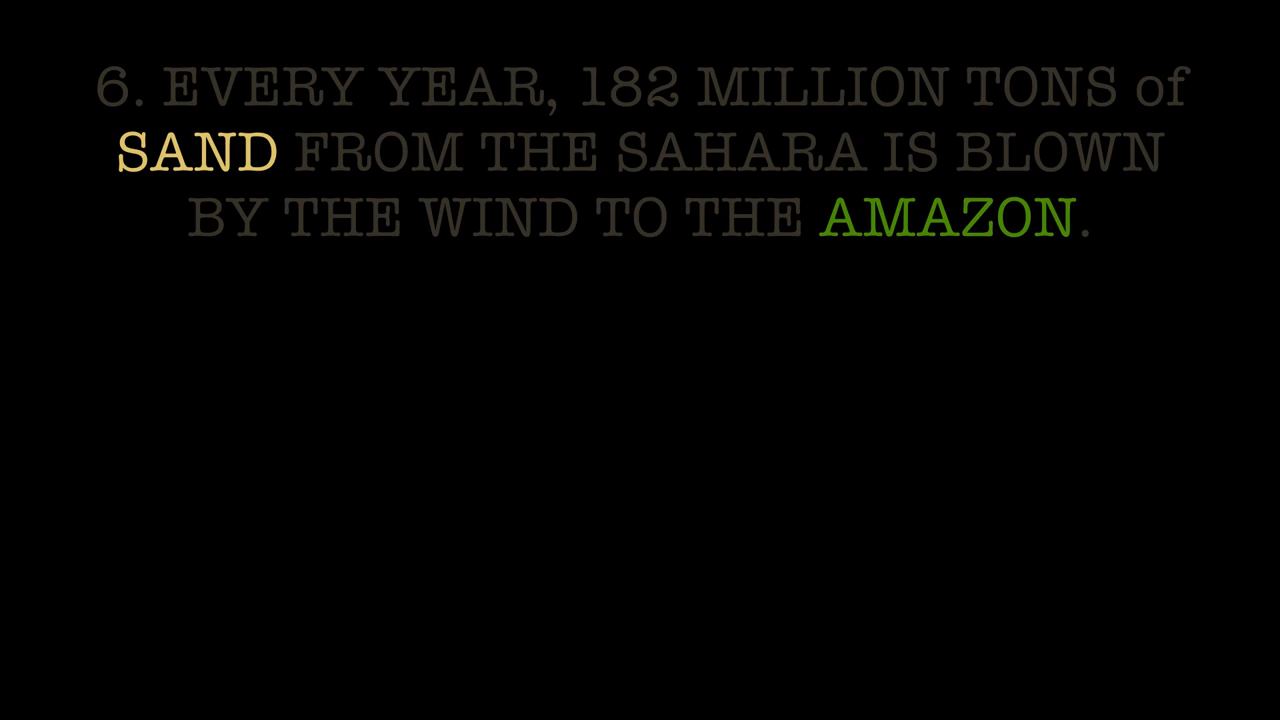 6. EVERY YEAR, 182 MILLION TONS of
SAND FROM THE SAHARA IS BLOWN
BY THE WIND TO THE AMAZON.